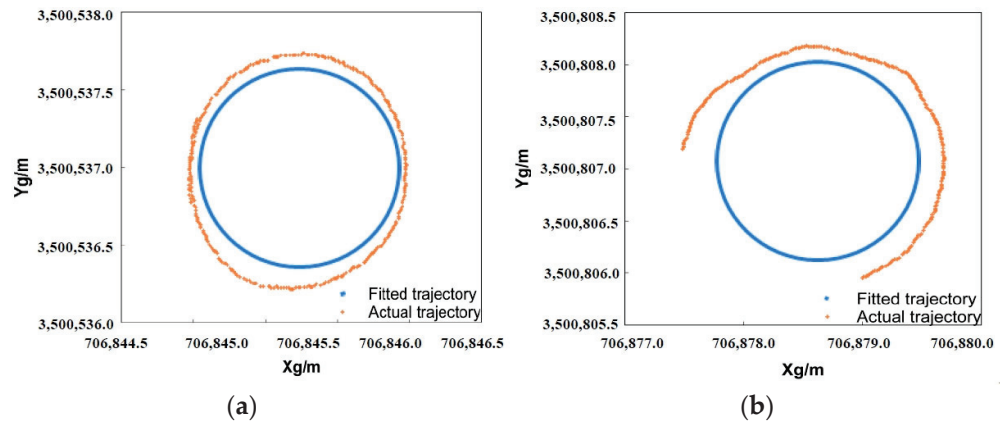 3,500,538.0
3,500,537.5
3,500,537.0
3,500,536.5
3,500,536.0
Yg/m
706,844.5 706,845.0 706,845.5 706,846.0 706,846.5
Xg/m
Fitted trajectory
Actual trajectory
(a)
3,500,808.5
3,500,808.0
3,500,807.5
3,500,807.0
3,500,806.5
3,500,806.0
3,500,805.5
Yg/m
706,877.0 706,878.0 706,879.0 706,880.0
Xg/m
Fitted trajectory
Actual trajectory
(b)